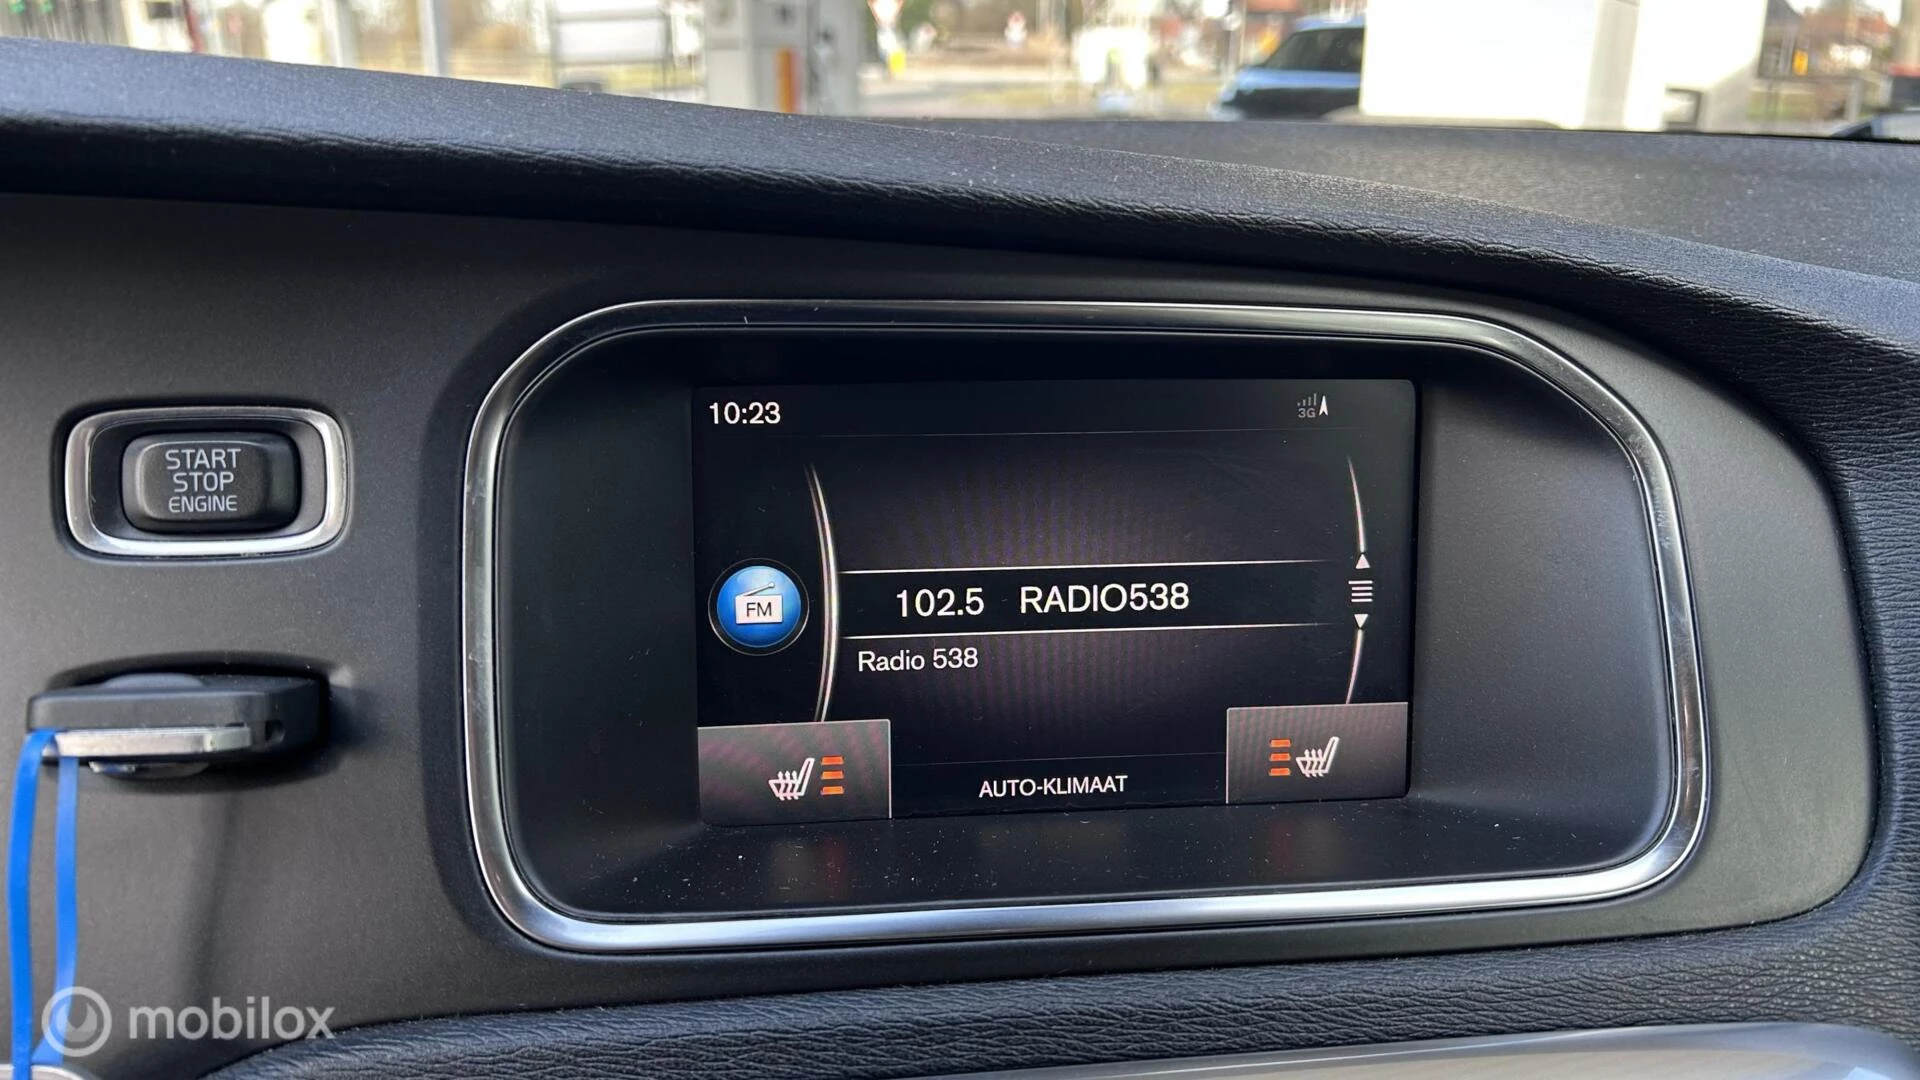 10:23
3G
START
STOP
ENGINE
FM
102.5 RADIO538
Radio 538
AUTO-KLIMAAT
mobilox